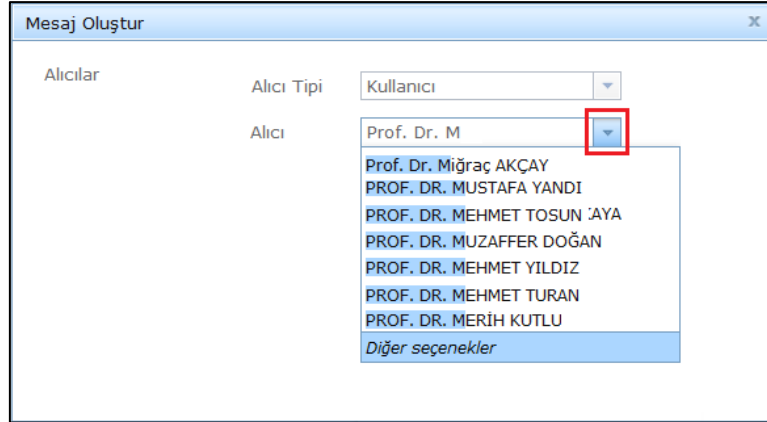 Mesaj Oluştur x
Alıcılar
Alıcı Tipi Kullanıcı
Alıcı Prof. Dr. M
Prof. Dr. Miğraç AKÇAY
PROF. DR. MUSTAFA YANDI
PROF. DR. MEHMET TOSUN
PROF. DR. MUZAFFER DOĞAN
PROF. DR. MEHMET YILDIZ
PROF. DR. MEHMET TURAN
PROF. DR. MERİH KUTLU
Diğer seçenekler